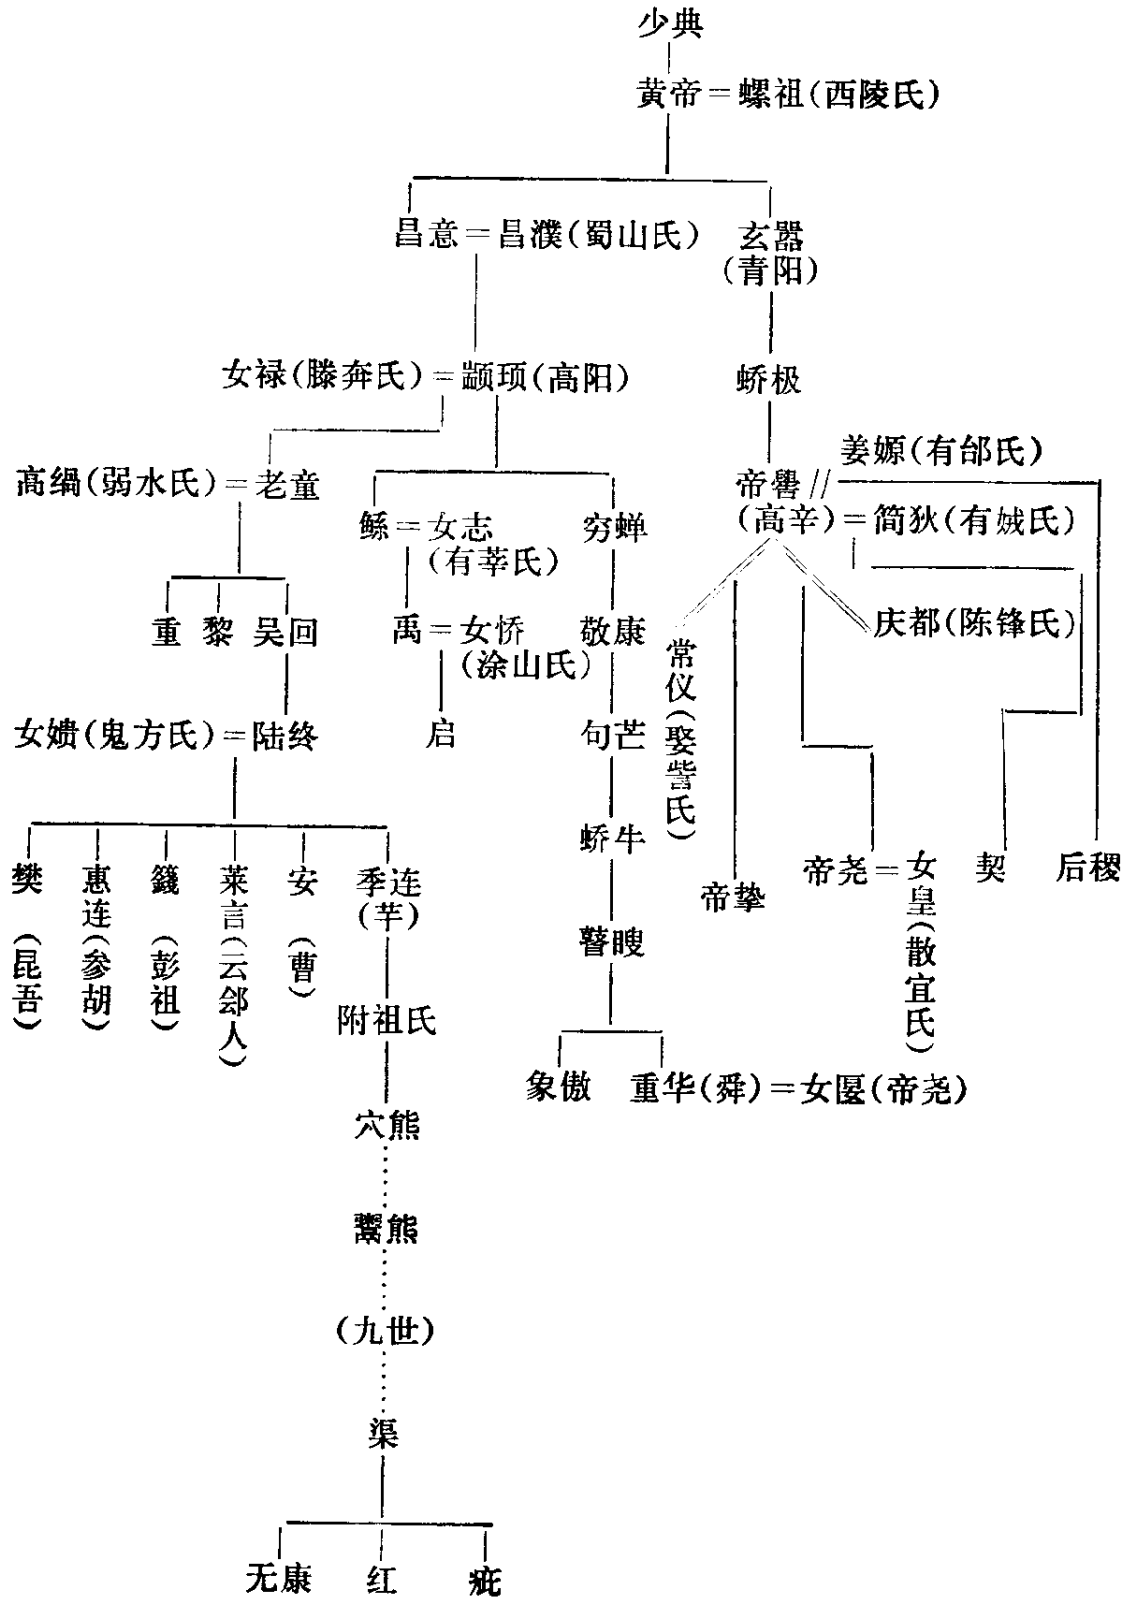 少典
黄帝＝螺祖(西陵氏)
昌意＝昌濮(蜀山氏)
玄嚣
(青阳)
女禄(滕奔氏)＝颛顼(高阳)
蛴极
姜嫄(有邰氏)
高緺(弱水氏)＝老童
帝喾
(高辛)＝简狄(有娀氏)
鲧＝女志
(有莘氏)
穷蝉
重
黎
吴回
禹＝女㤭
(涂山氏)
敬康
庆都(陈锋氏)
常仪(娶訾氏)
女嬇(鬼方氏)＝陆终
启
句芒
蛴牛
樊(昆吾)
惠连(参胡)
籛(彭祖)
莱言(云郐人)
安(曹)
季连
(芈)
帝挚
帝尧＝女皇(散宜氏)
契
后稷
瞽瞍
附祖氏
象傲
重华(舜)＝女匽(帝尧)
穴熊
鬻熊
(九世)
渠
无康
红
疵